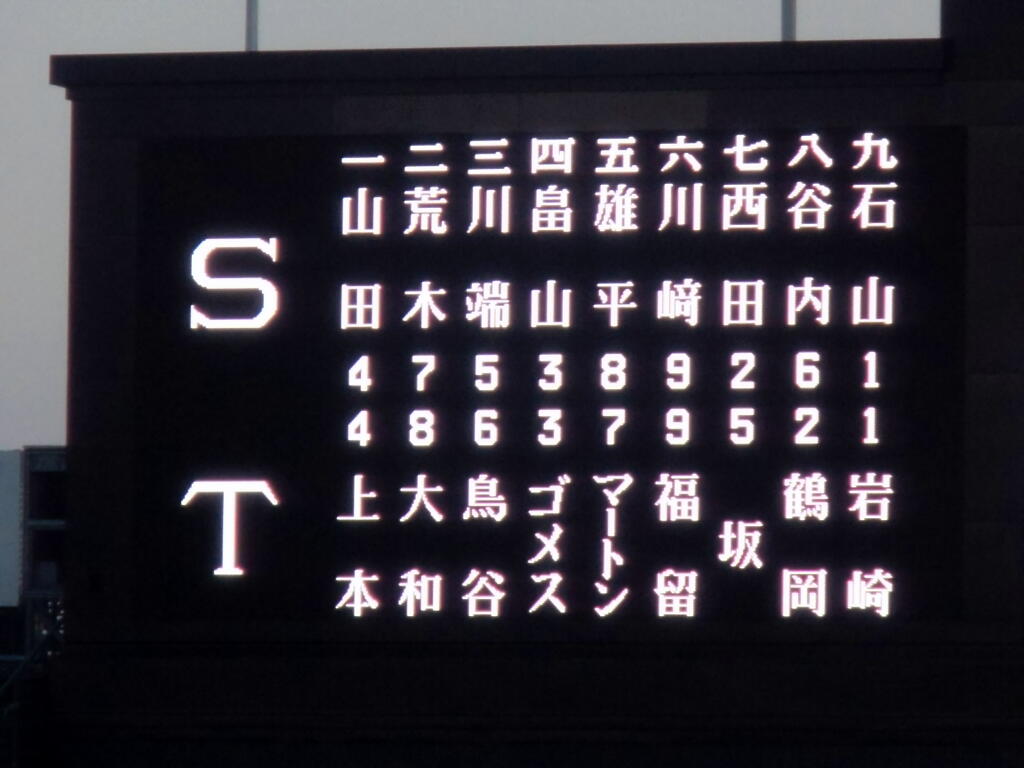 一 二 三 四 五 六 七 八 九
S
山田 荒木 川端 畠山 雄平 川﨑 西田 谷内 石山
4 7 5 3 8 9 2 6 1
4 8 6 3 7 9 5 2 1
T
上本 大和 鳥谷 ゴメス マートン 福留 坂 鶴岡 岩崎